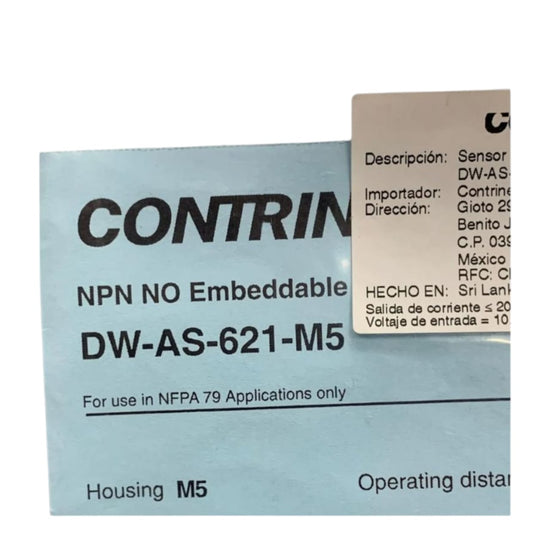 CONTRIN
NPN NO Embeddable
DW-AS-621-M5
For use in NFPA 79 Applications only
Housing M5
Operating distan
Descripción: Sensor
DW-AS-
Importador: Contrine
Dirección: Gioto 29
Benito J
C.P. 039
México
RFC: C
HECHO EN: Sri Lank
Salida de corriente ≤ 20
Voltaje de entrada = 10